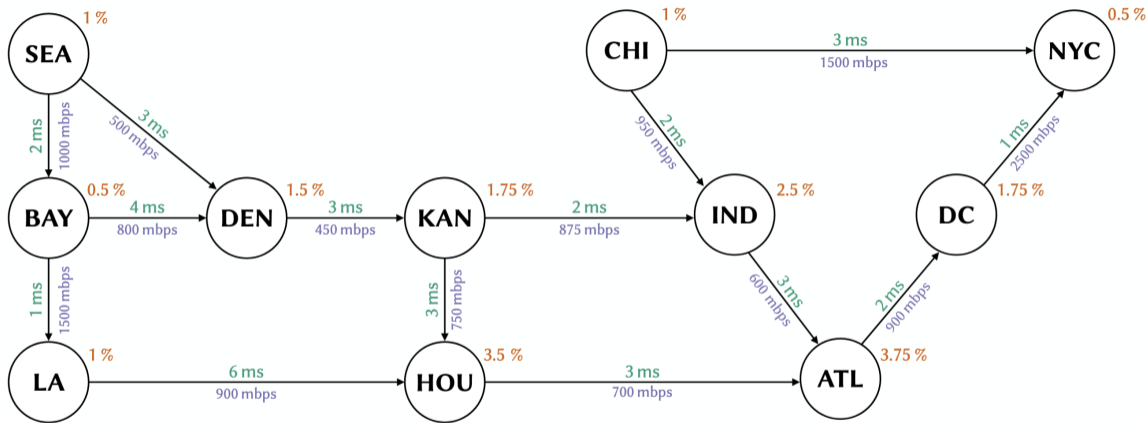 1 %
SEA
1 %
CHI
3 ms
1500 mbps
0.5 %
NYC
2 ms
1000 mbps
3 ms
500 mbps
2 ms
950 mbps
1 ms
2500 mbps
0.5 %
BAY
4 ms
800 mbps
1.5 %
DEN
3 ms
450 mbps
1.75 %
KAN
2 ms
875 mbps
2.5 %
IND
1.75 %
DC
1 ms
1500 mbps
3 ms
750 mbps
3 ms
600 mbps
2 ms
900 mbps
1 %
LA
6 ms
900 mbps
3.5 %
HOU
3 ms
700 mbps
3.75 %
ATL